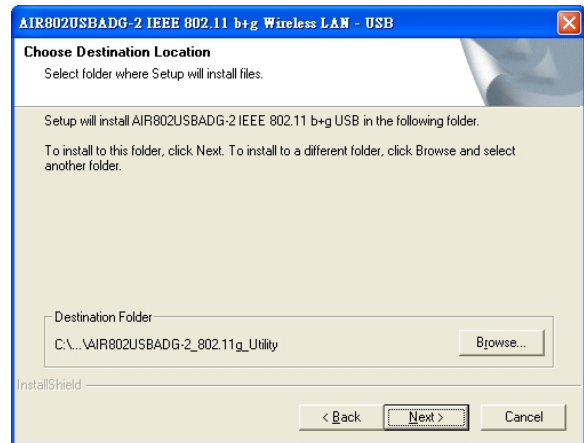 AIR802USBADG-2 IEEE 802.11 b+g Wireless LAN - USB
Choose Destination Location
Select folder where Setup will install files.
Setup will install AIR802USBADG-2 IEEE 802.11 b+g USB in the following folder.
To install to this folder, click Next. To install to a different folder, click Browse and select
another folder.
Destination Folder
C:\...\AIR802USBADG-2_802.11g_Utility
Browse...
InstallShield
< Back
Next >
Cancel